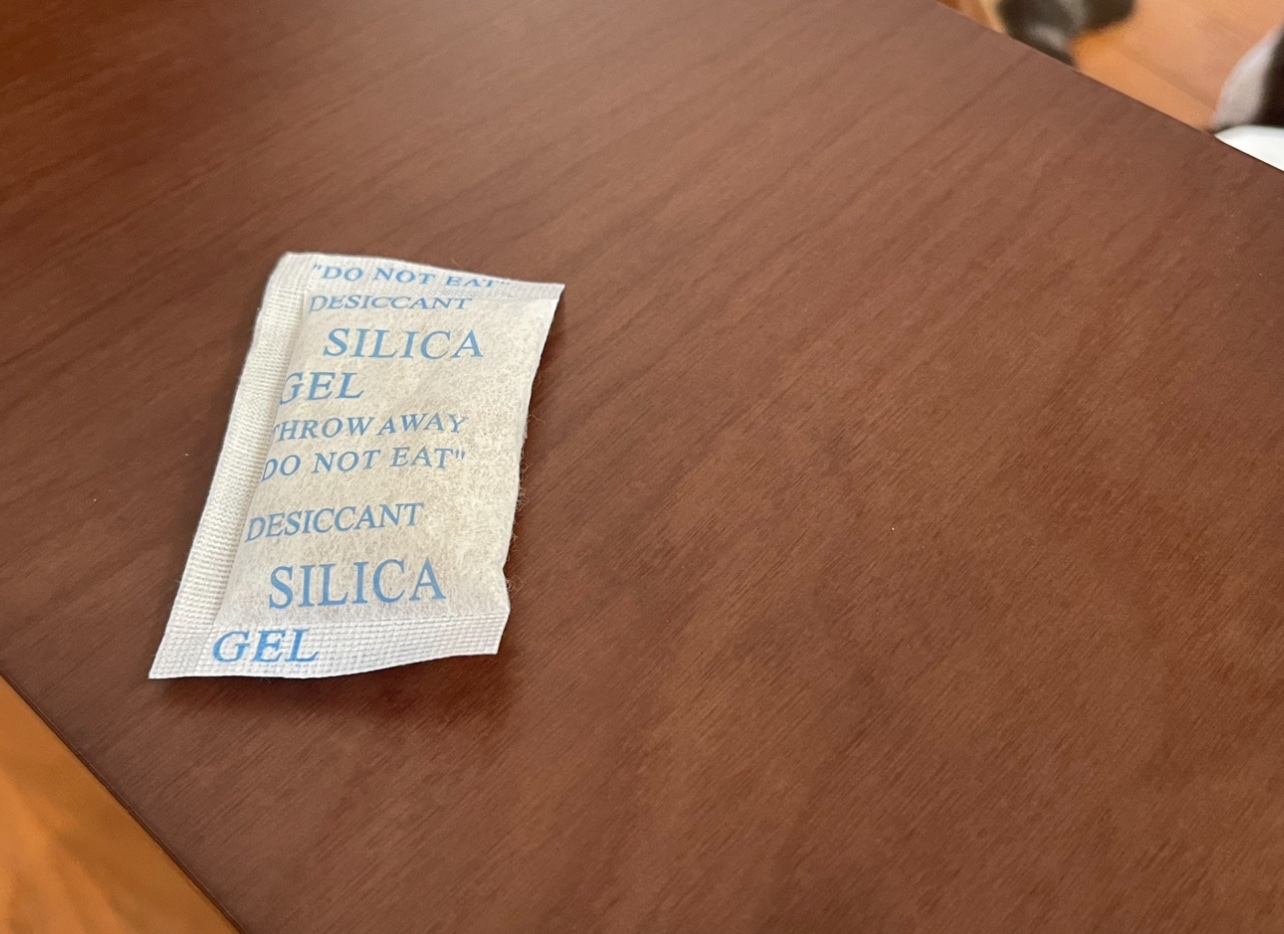 "DO NOT EAT"
DESICCANT
SILICA
GEL
THROW AWAY
DO NOT EAT"
DESICCANT
SILICA
GEL